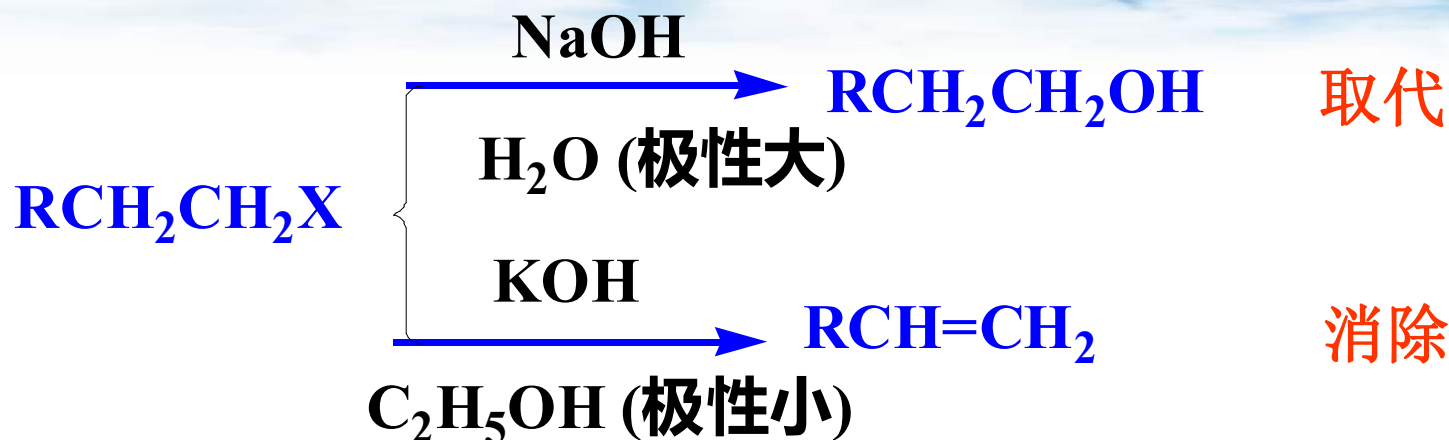 NaOH
RCH₂CH₂OH 取代
H₂O (极性大)
RCH₂CH₂X
KOH
RCH=CH₂ 消除
C₂H₅OH (极性小)